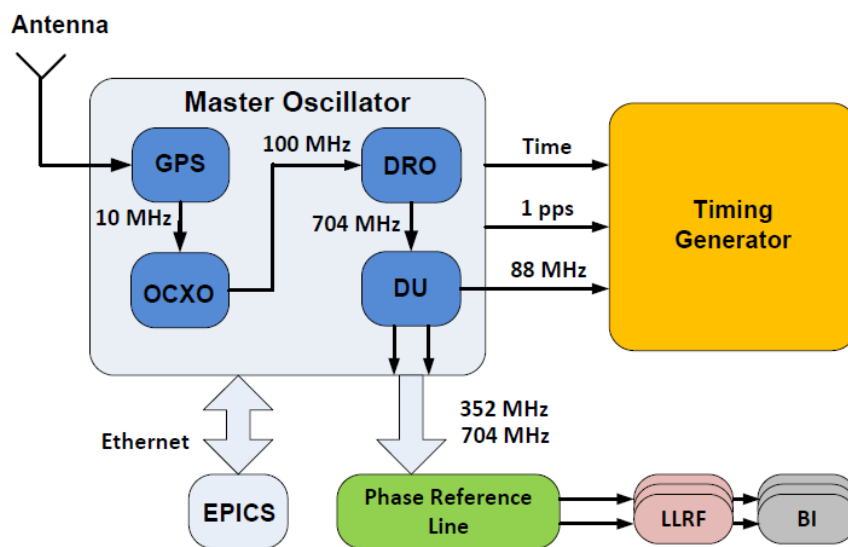 Antenna
Master Oscillator
GPS
100 MHz
DRO
Time
10 MHz
704 MHz
1 pps
Timing
Generator
OCXO
DU
88 MHz
352 MHz
704 MHz
Ethernet
EPICS
Phase Reference
Line
LLRF
BI